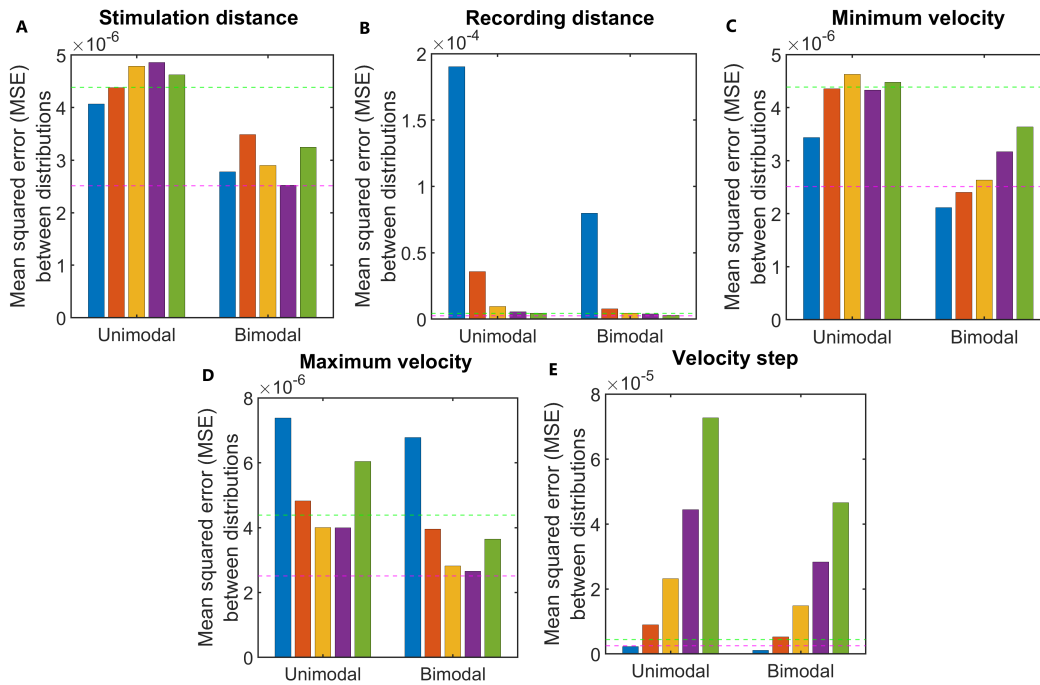 A
Stimulation distance
×10⁻⁶
5
4
3
2
1
0
Mean squared error (MSE)
between distributions
Unimodal
Bimodal
B
Recording distance
×10⁻⁴
2
1.5
1
0.5
0
Mean squared error (MSE)
between distributions
Unimodal
Bimodal
C
Minimum velocity
×10⁻⁶
5
4
3
2
1
0
Mean squared error (MSE)
between distributions
Unimodal
Bimodal
D
Maximum velocity
×10⁻⁶
8
6
4
2
0
Mean squared error (MSE)
between distributions
Unimodal
Bimodal
E
Velocity step
×10⁻⁵
8
6
4
2
0
Mean squared error (MSE)
between distributions
Unimodal
Bimodal